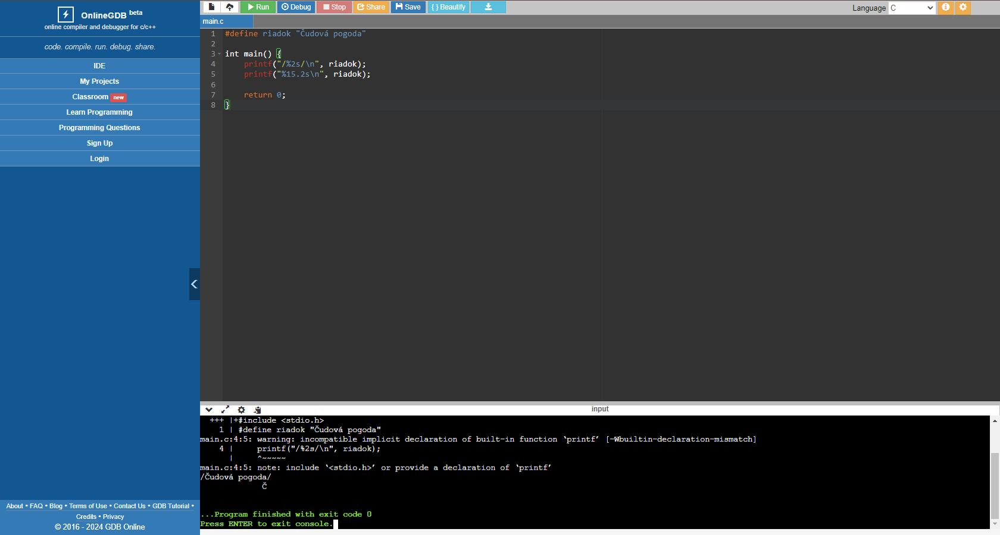 OnlineGDB beta
online compiler and debugger for c/c++
code. compile. run. debug. share.
IDE
My Projects
Classroom new
Learn Programming
Programming Questions
Sign Up
Login
About • FAQ • Blog • Terms of Use • Contact Us • GDB Tutorial •
Credits • Privacy
© 2016 - 2024 GDB Online
Run Debug Stop Share Save { } Beautify
Language C
main.c
1 #define riadok "Čudová pogoda"
2
3 int main() {
4     printf("/%2s/\n", riadok);
5     printf("%15.2s\n", riadok);
6
7     return 0;
8 }
input
+++ |+#include <stdio.h>
1 | #define riadok "Čudová pogoda"
main.c:4:5: warning: incompatible implicit declaration of built-in function ‘printf’ [-Wbuiltin-declaration-mismatch]
4 |     printf("/%2s/\n", riadok);
|     ^~~~~~
main.c:4:5: note: include ‘<stdio.h>’ or provide a declaration of ‘printf’
/Čudová pogoda/
Č
...Program finished with exit code 0
Press ENTER to exit console.